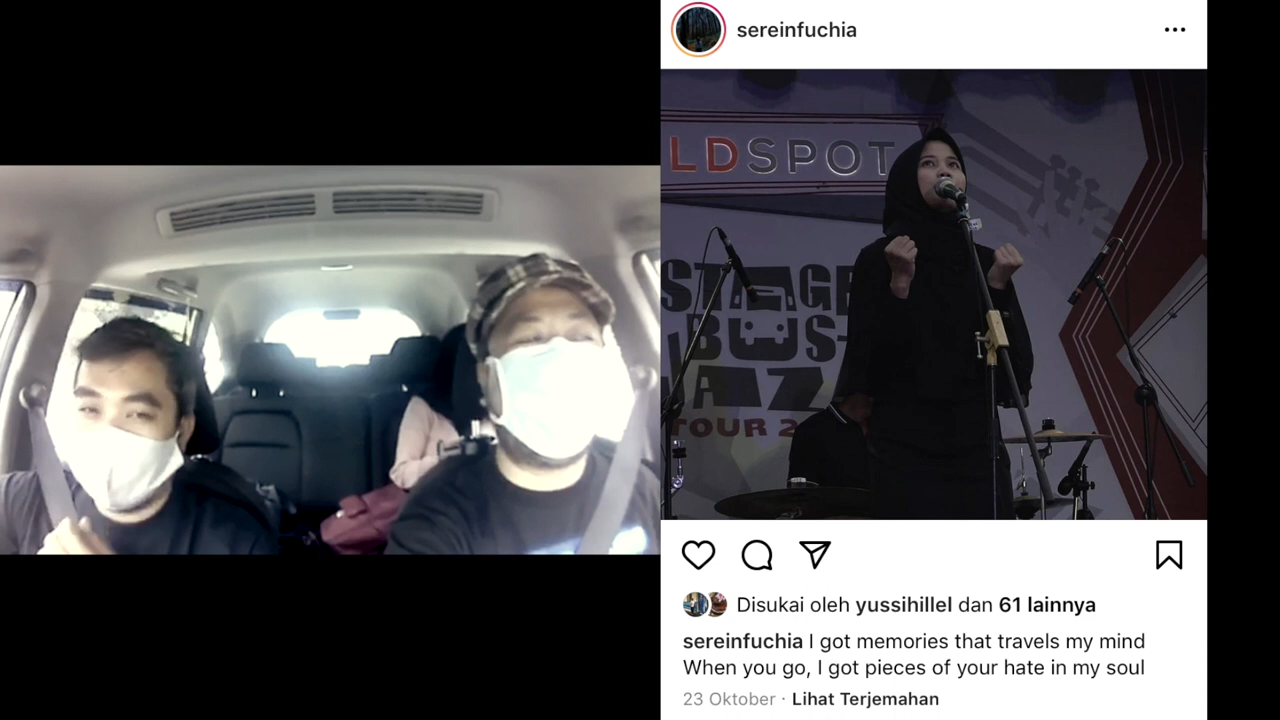 sereinfuchia
LDSPOT
STAGE
BUS
JAZZ
TOUR 2
Disukai oleh yussihillel dan 61 lainnya
sereinfuchia I got memories that travels my mind
When you go, I got pieces of your hate in my soul
23 Oktober · Lihat Terjemahan